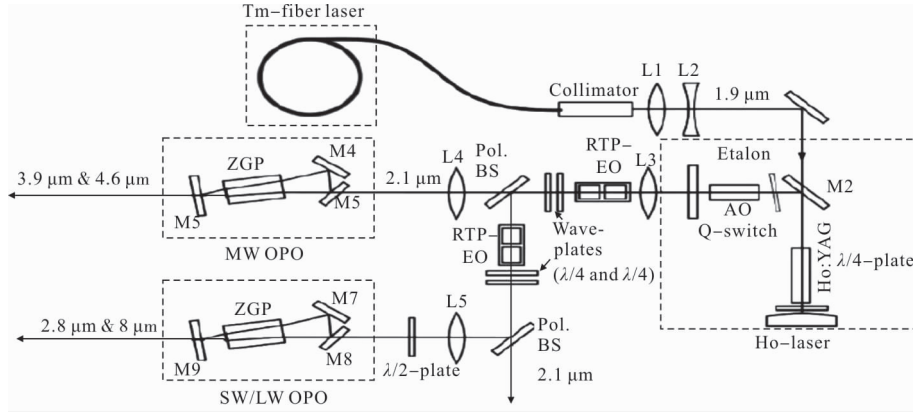 Tm-fiber laser
L1
L2
Collimator
1.9 μm
Etalon
M2
AO
Q-switch
Ho:YAG
λ/4-plate
Ho-laser
RTP-
EO
L3
Pol.
BS
L4
2.1 μm
Wave-
plates
(λ/4 and λ/4)
RTP-
EO
3.9 μm & 4.6 μm
ZGP
M4
M5
M5
MW OPO
2.8 μm & 8 μm
ZGP
M7
M8
M9
SW/LW OPO
L5
λ/2-plate
Pol.
BS
2.1 μm